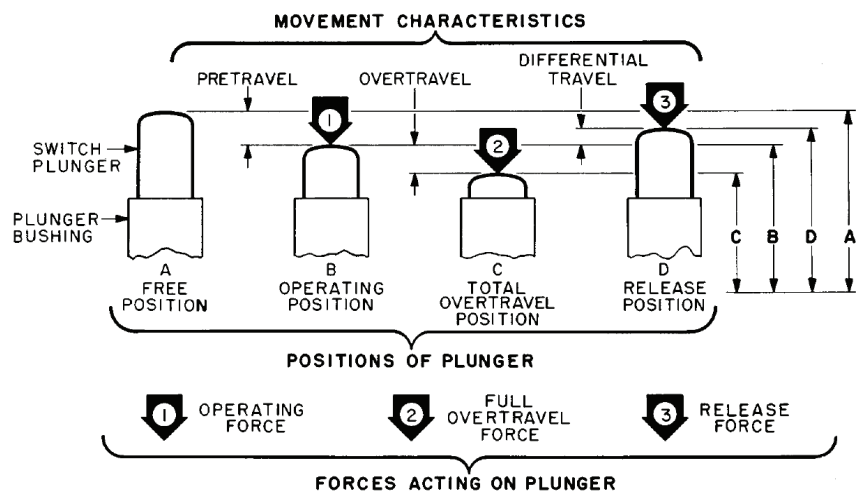 MOVEMENT CHARACTERISTICS
PRETRAVEL
OVERTRAVEL
DIFFERENTIAL
TRAVEL
1
2
3
SWITCH
PLUNGER
PLUNGER
BUSHING
C
B
D
A
A
FREE
POSITION
B
OPERATING
POSITION
C
TOTAL
OVERTRAVEL
POSITION
D
RELEASE
POSITION
POSITIONS OF PLUNGER
1
OPERATING
FORCE
2
FULL
OVERTRAVEL
FORCE
3
RELEASE
FORCE
FORCES ACTING ON PLUNGER